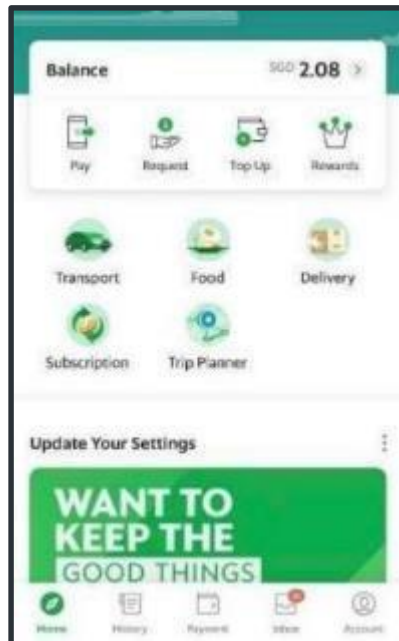 Balance SGD 2.08 >
Pay Request Top Up Rewards
Transport Food Delivery
Subscription Trip Planner
Update Your Settings
WANT TO
KEEP THE
GOOD THINGS
Home History Payment Inbox Account